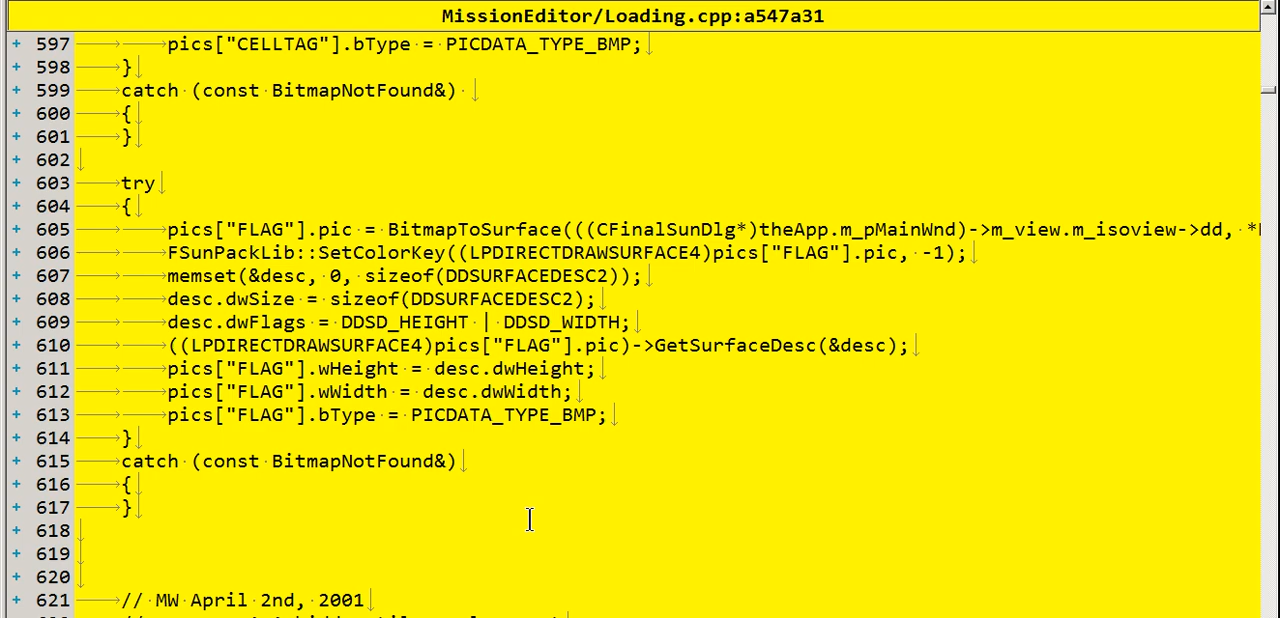 MissionEditor/Loading.cpp:a547a31
+ 597 pics["CELLTAG"].bType = PICDATA_TYPE_BMP;
+ 598 }
+ 599 catch (const BitmapNotFound&)
+ 600 {
+ 601 }
+ 602
+ 603 try
+ 604 {
+ 605 pics["FLAG"].pic = BitmapToSurface(((CFinalSunDlg*)theApp.m_pMainWnd)->m_view.m_isoview->dd, *
+ 606 FSunPackLib::SetColorKey((LPDIRECTDRAWSURFACE4)pics["FLAG"].pic, -1);
+ 607 memset(&desc, 0, sizeof(DDSURFACEDESC2));
+ 608 desc.dwSize = sizeof(DDSURFACEDESC2);
+ 609 desc.dwFlags = DDSD_HEIGHT | DDSD_WIDTH;
+ 610 ((LPDIRECTDRAWSURFACE4)pics["FLAG"].pic)->GetSurfaceDesc(&desc);
+ 611 pics["FLAG"].wHeight = desc.dwHeight;
+ 612 pics["FLAG"].wWidth = desc.dwWidth;
+ 613 pics["FLAG"].bType = PICDATA_TYPE_BMP;
+ 614 }
+ 615 catch (const BitmapNotFound&)
+ 616 {
+ 617 }
+ 618
+ 619
+ 620
+ 621 // MW April 2nd, 2001